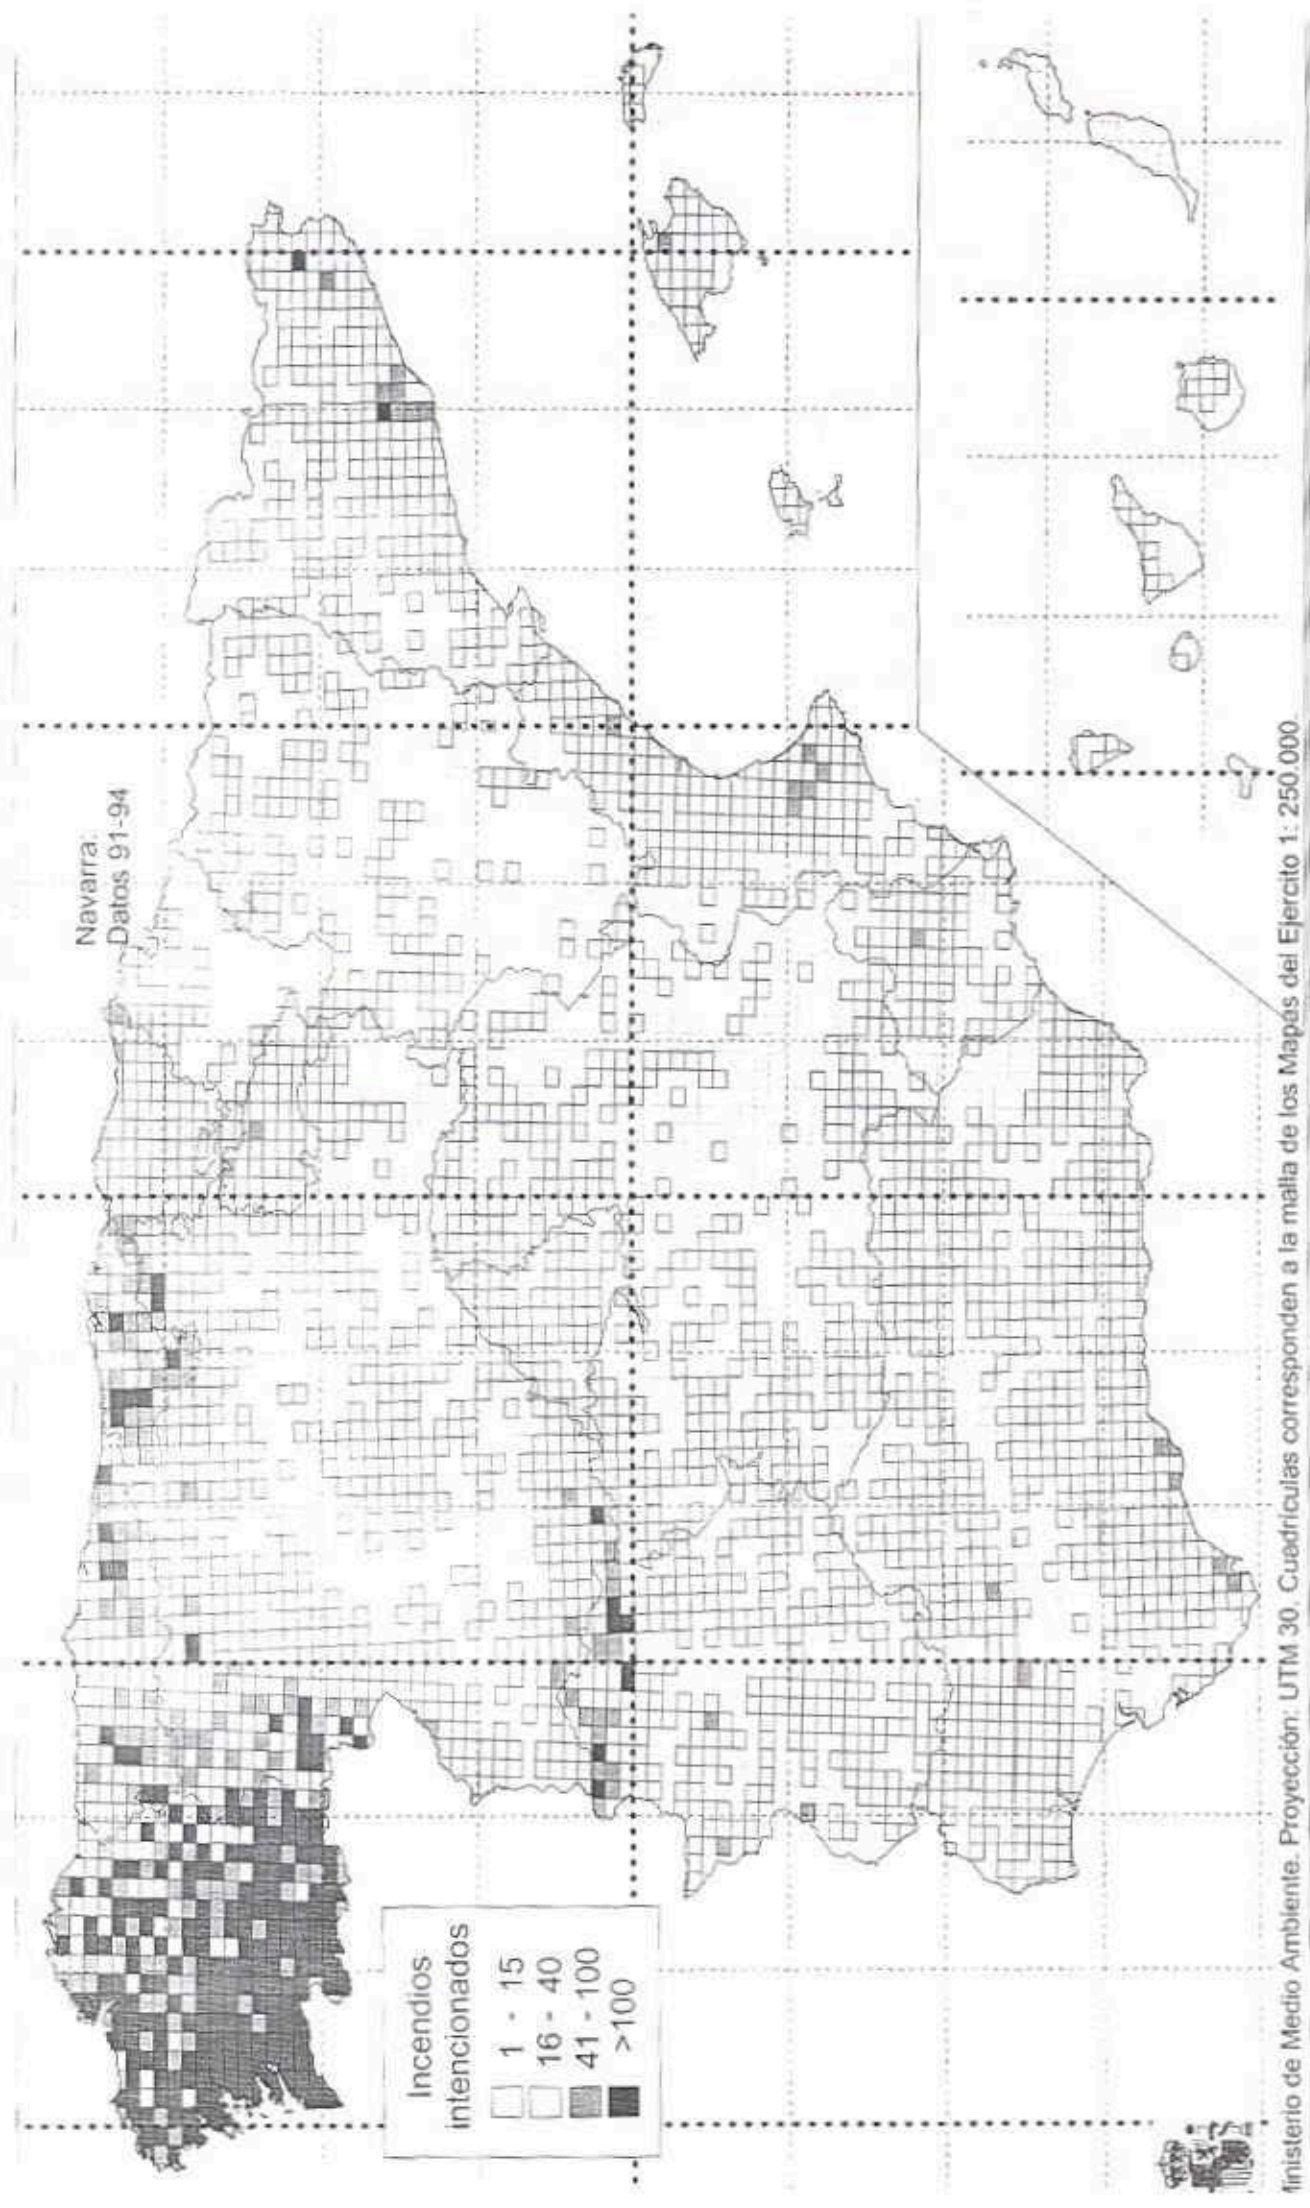 Navarra:
Datos 91-94
Incendios
intencionados
1 - 15
16 - 40
41 - 100
>100
Ministerio de Medio Ambiente. Proyección: UTM 30. Cuadrículas corresponden a la malla de los Mapas del Ejercito 1: 250.000